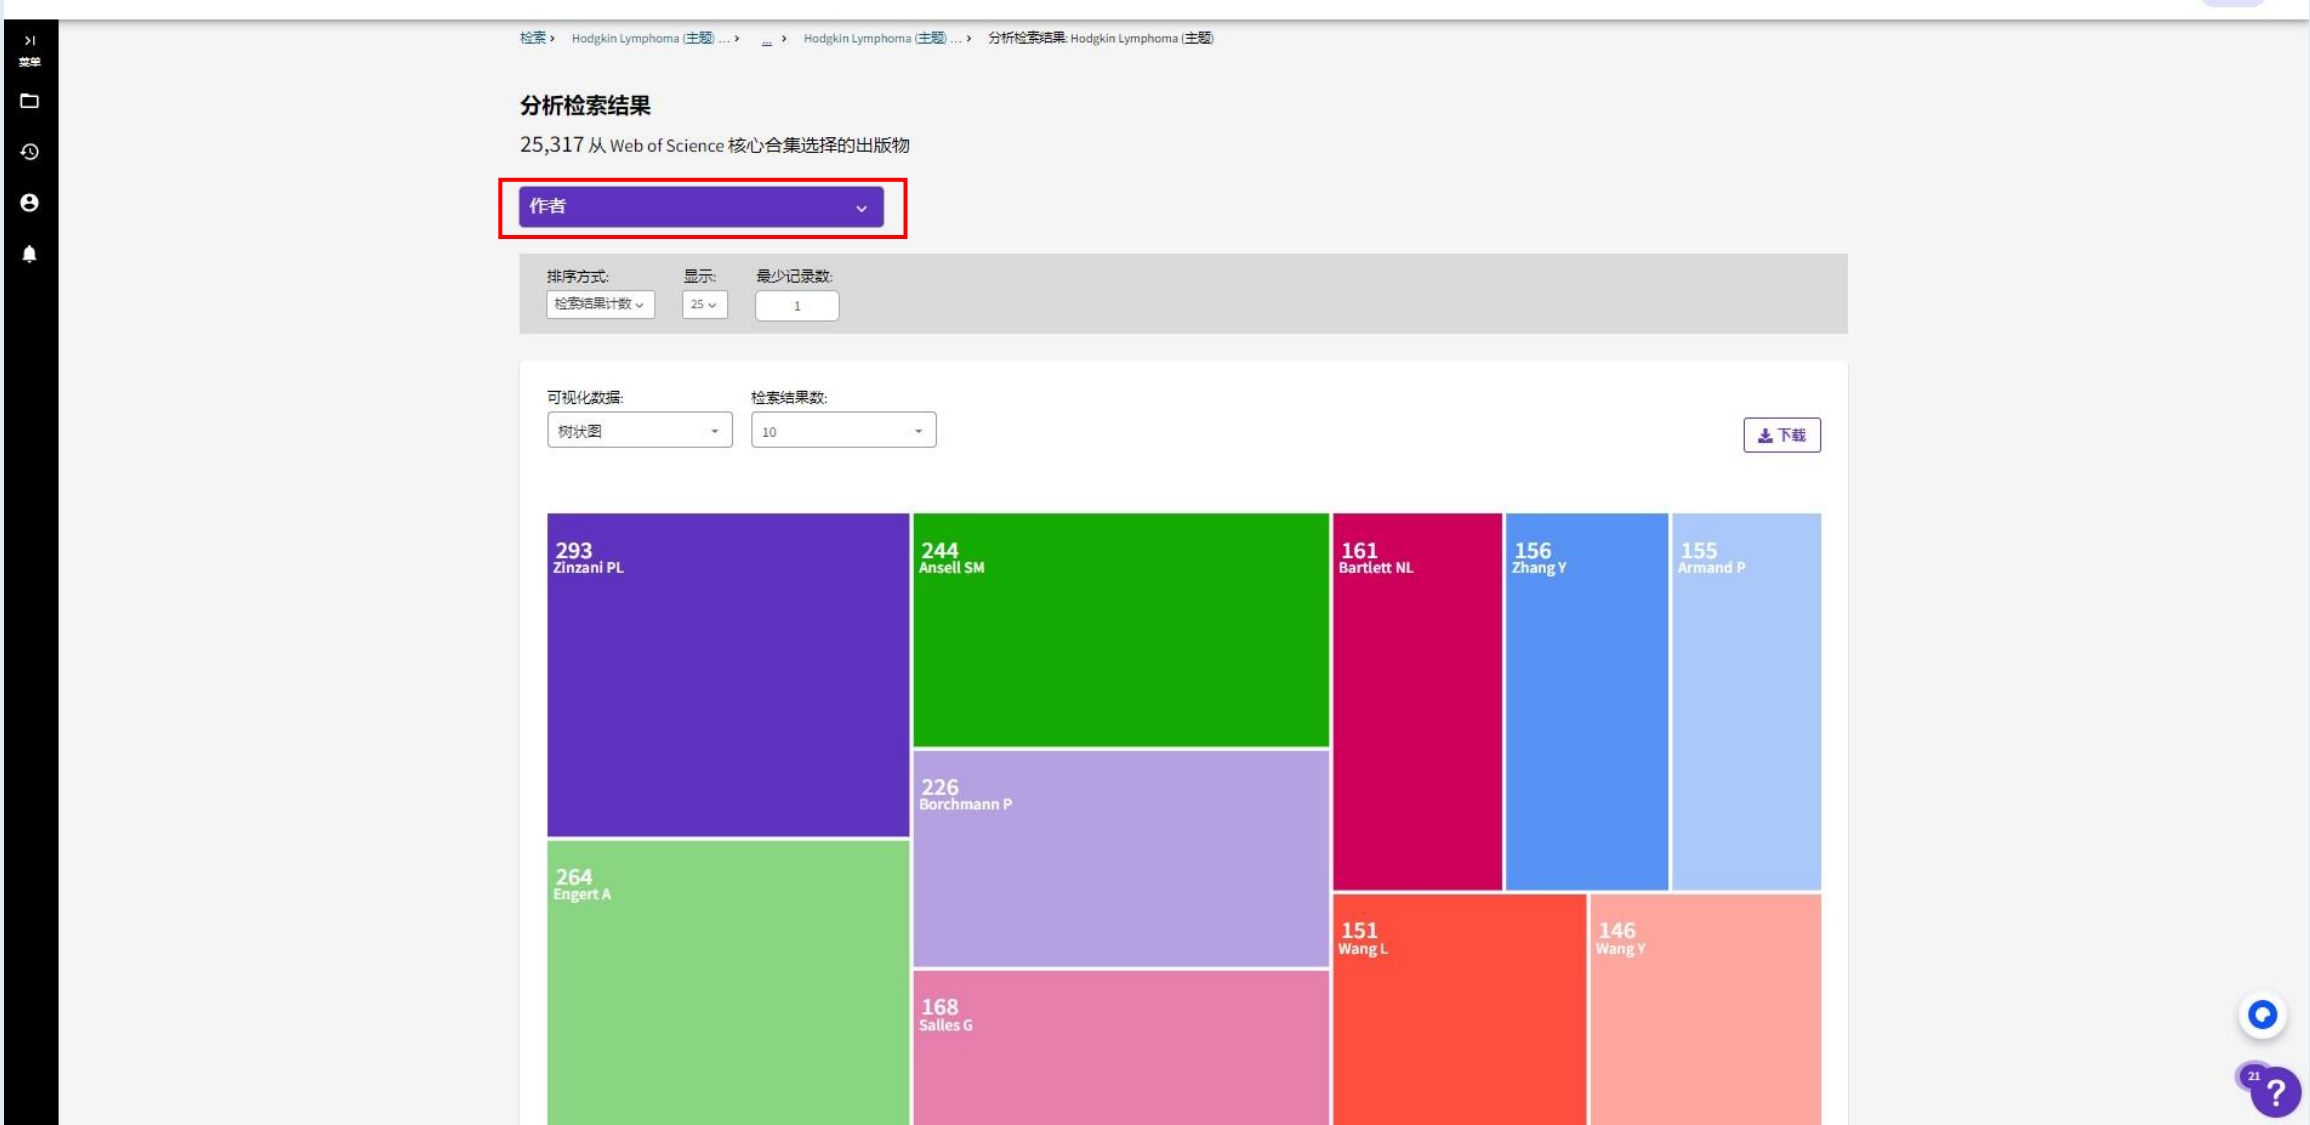 菜单
检索 › Hodgkin Lymphoma (主题) ... › ... › Hodgkin Lymphoma (主题) ... › 分析检索结果: Hodgkin Lymphoma (主题)
分析检索结果
25,317 从 Web of Science 核心合集选择的出版物
作者
排序方式: 显示: 最少记录数:
检索结果计数 25 1
可视化数据: 检索结果数:
树状图 10
下载
293
Zinzani PL
244
Ansell SM
161
Bartlett NL
156
Zhang Y
155
Armand P
226
Borchmann P
264
Engert A
151
Wang L
146
Wang Y
168
Salles G
21
?